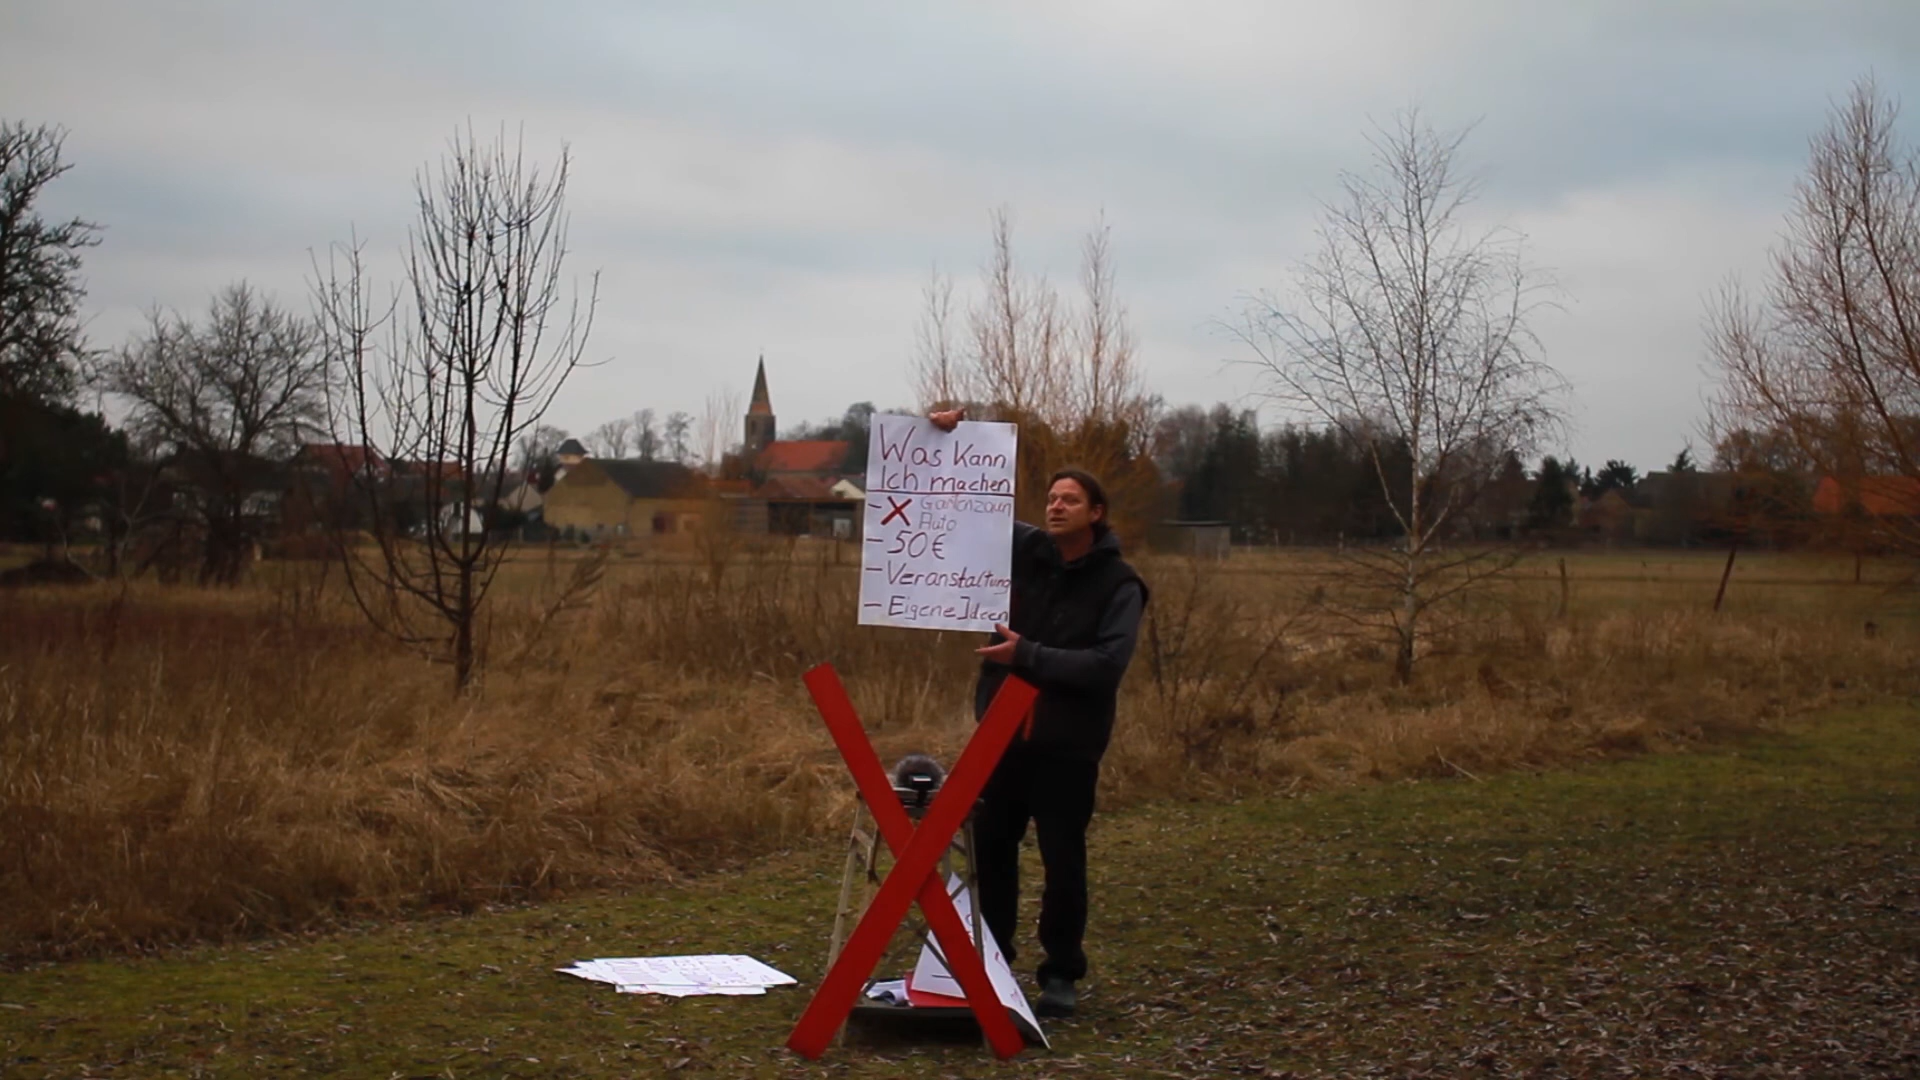 Was Kann
Ich machen
- X Gartenzaun
Auto
- 50€
- Veranstaltung
- Eigene Ideen